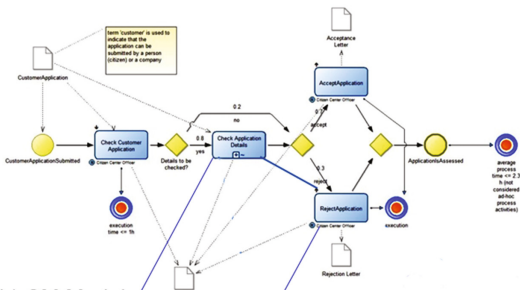 term 'customer' is used to
indicate that the
application can be
submitted by a person
(citizen) or a company
Acceptance
Letter
CustomerApplication
AcceptApplication
Citizen Center Officer
0.2
no
accept
CustomerApplicationSubmitted
Check Customer
Application
Citizen Center Officer
0.8
yes
Details to be
checked?
Check Application
Details
0.3
reject
ApplicationIsAssessed
average
process
time <= 2.3
h (not
considered
ad-hoc
process
activities)
execution
time <= 1h
RejectApplication
Citizen Center Officer
execution
Rejection Letter